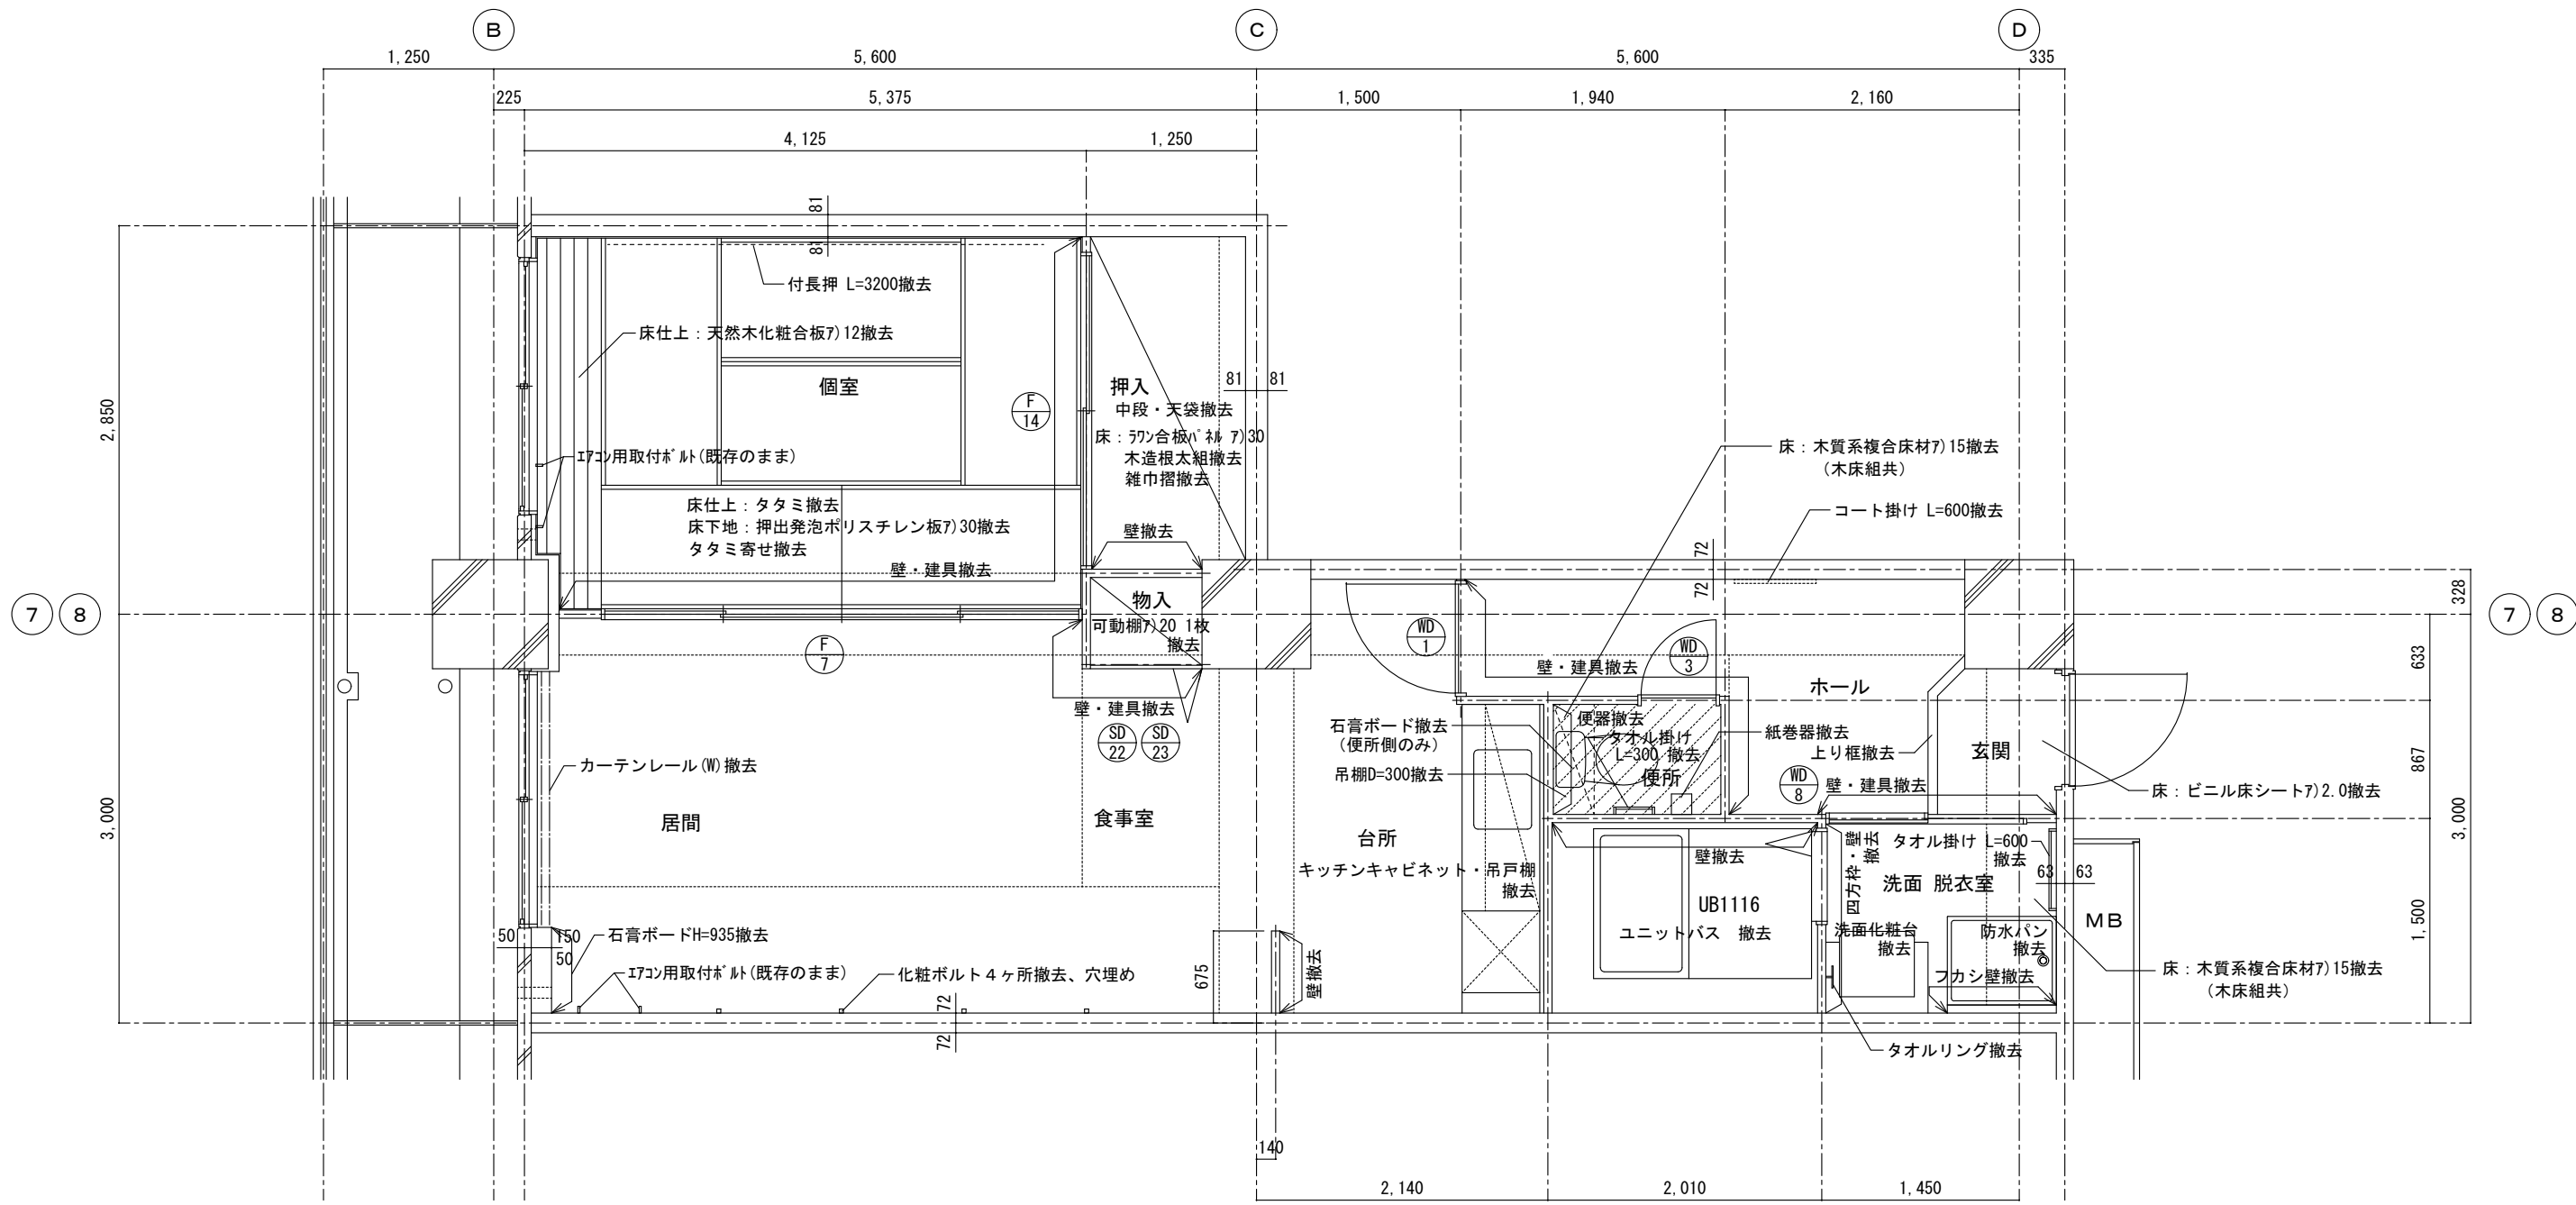 B
C
D
1,250
5,600
5,600
335
225
5,375
1,500
1,940
2,160
4,125
1,250
81
81
付長押 L=3200撤去
床仕上：天然木化粧合板ｱ)12撤去
個室
F
14
押入
中段・天袋撤去
床：ﾗﾜﾝ合板ﾊﾟﾈﾙ ｱ)30
木造根太組撤去
雑巾摺撤去
81
81
2,850
ｴｱｺﾝ用取付ﾎﾞﾙﾄ(既存のまま)
床仕上：タタミ撤去
床下地：押出発泡ポリスチレン板ｱ)30撤去
タタミ寄せ撤去
壁撤去
壁・建具撤去
床：木質系複合床材ｱ)15撤去
（木床組共）
コート掛け L=600撤去
72
72
328
7
8
7
8
物入
可動棚ｱ)20 1枚
撤去
F
7
WD
1
WD
3
壁・建具撤去
ホール
633
壁・建具撤去
SD
22
SD
23
石膏ボード撤去
（便所側のみ）
吊棚D=300撤去
便器撤去
タオル掛け
L=300 撤去
便所
紙巻器撤去
上り框撤去
玄関
WD
8
壁・建具撤去
床：ビニル床シートｱ)2.0撤去
867
カーテンレール(W)撤去
3,000
居間
食事室
台所
キッチンキャビネット・吊戸棚
撤去
壁撤去
四方枠・壁
撤去
タオル掛け L=600
撤去
洗面 脱衣室
63
63
3,000
UB1116
ユニットバス 撤去
洗面化粧台
撤去
防水パン
撤去
フカシ壁撤去
MB
1,500
50
150
50
石膏ボードH=935撤去
ｴｱｺﾝ用取付ﾎﾞﾙﾄ(既存のまま)
化粧ボルト４ヶ所撤去、穴埋め
675
壁撤去
床：木質系複合床材ｱ)15撤去
（木床組共）
72
72
タオルリング撤去
140
2,140
2,010
1,450